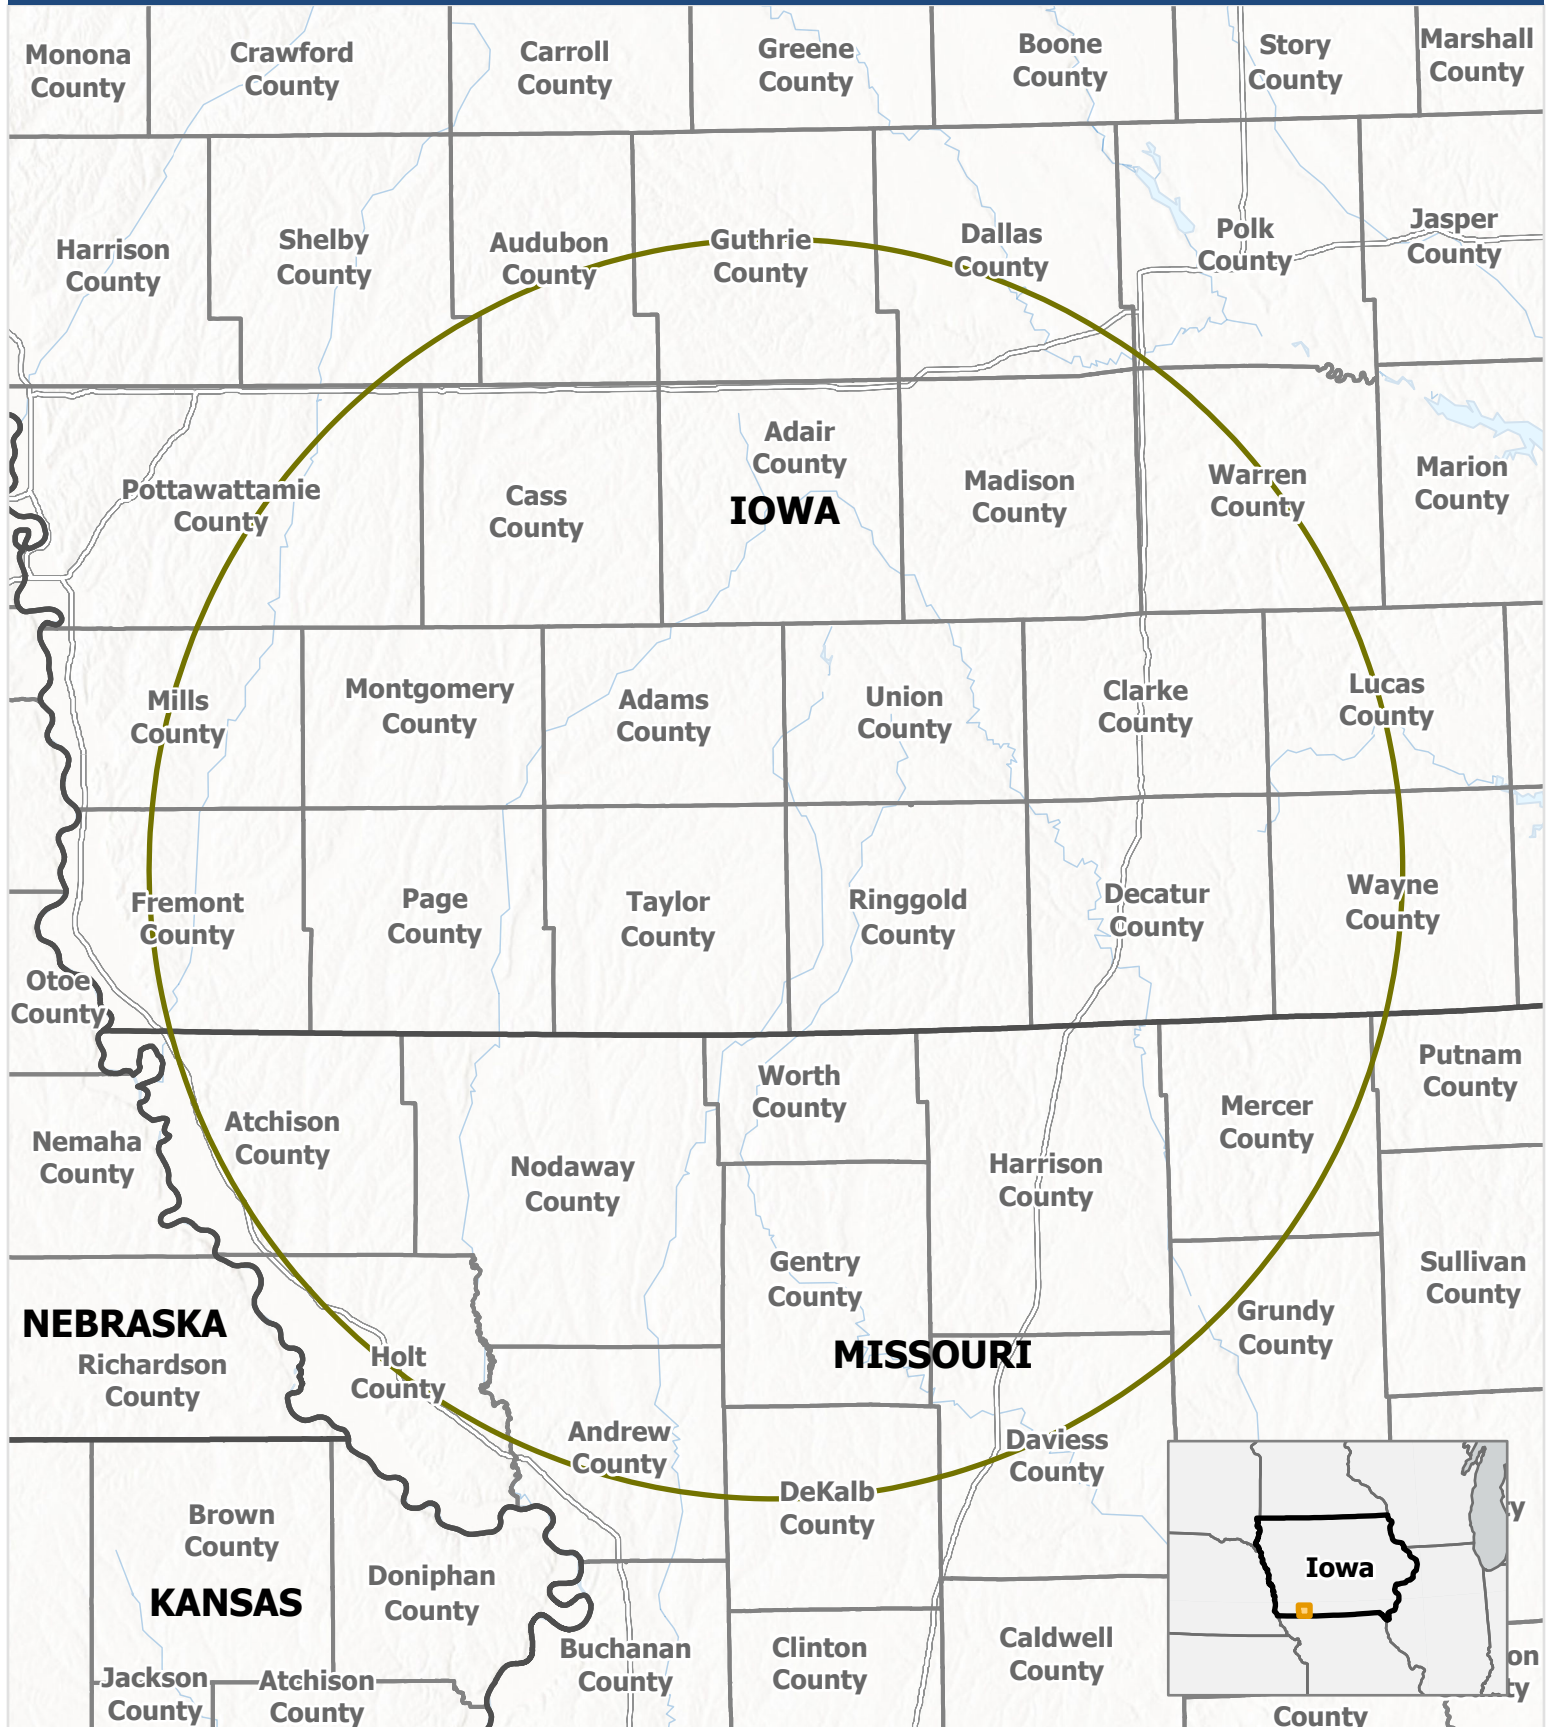 Monona
County
Crawford
County
Carroll
County
Greene
County
Boone
County
Story
County
Marshall
County
Harrison
County
Shelby
County
Audubon
County
Guthrie
County
Dallas
County
Polk
County
Jasper
County
Pottawattamie
County
Cass
County
Adair
County
IOWA
Madison
County
Warren
County
Marion
County
Mills
County
Montgomery
County
Adams
County
Union
County
Clarke
County
Lucas
County
Fremont
County
Page
County
Taylor
County
Ringgold
County
Decatur
County
Wayne
County
Otoe
County
Nemaha
County
Atchison
County
Nodaway
County
Worth
County
Harrison
County
Mercer
County
Putnam
County
Gentry
County
Sullivan
County
NEBRASKA
Richardson
County
Holt
County
MISSOURI
Grundy
County
Andrew
County
DeKalb
County
Daviess
County
Brown
County
KANSAS
Doniphan
County
Buchanan
County
Clinton
County
Caldwell
County
Jackson
County
Atchison
County
Iowa
y
on
ty
County